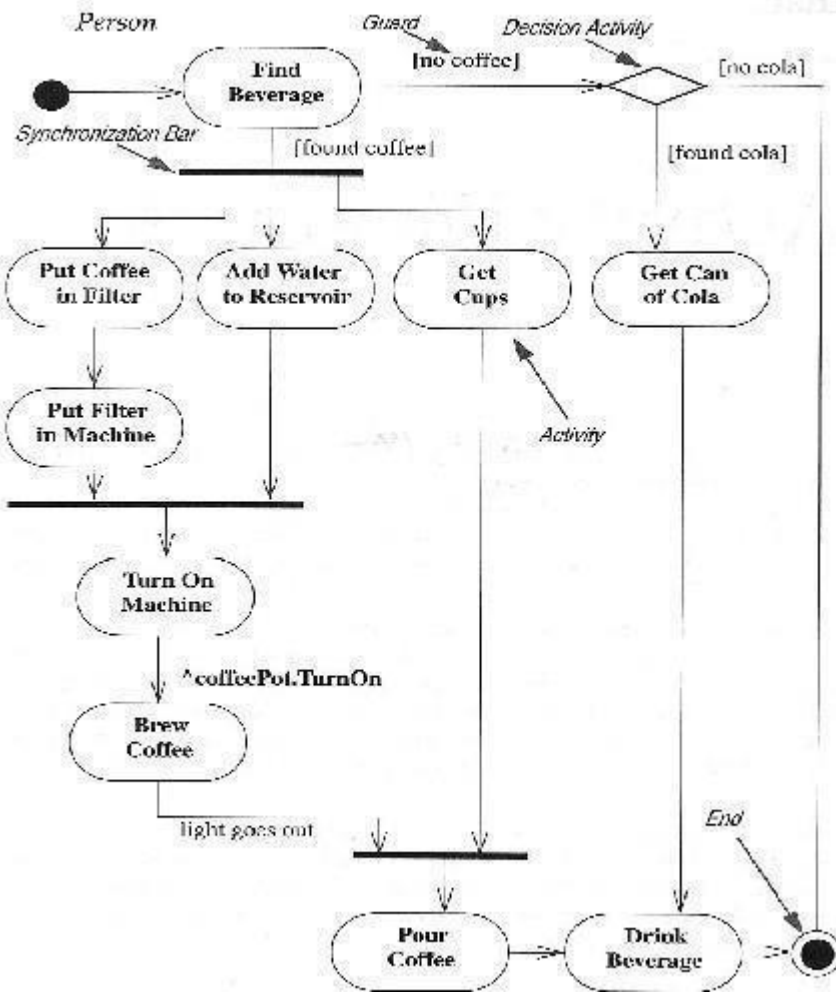 Person
Guard
Decision Activity
Find
Beverage
[no coffee]
[no cola]
Synchronization Bar
[found coffee]
[found cola]
Put Coffee
in Filter
Add Water
to Reservoir
Get
Cups
Get Can
of Cola
Put Filter
in Machine
Activity
Turn On
Machine
^coffeePot.TurnOn
Brew
Coffee
light goes out
End
Pour
Coffee
Drink
Beverage